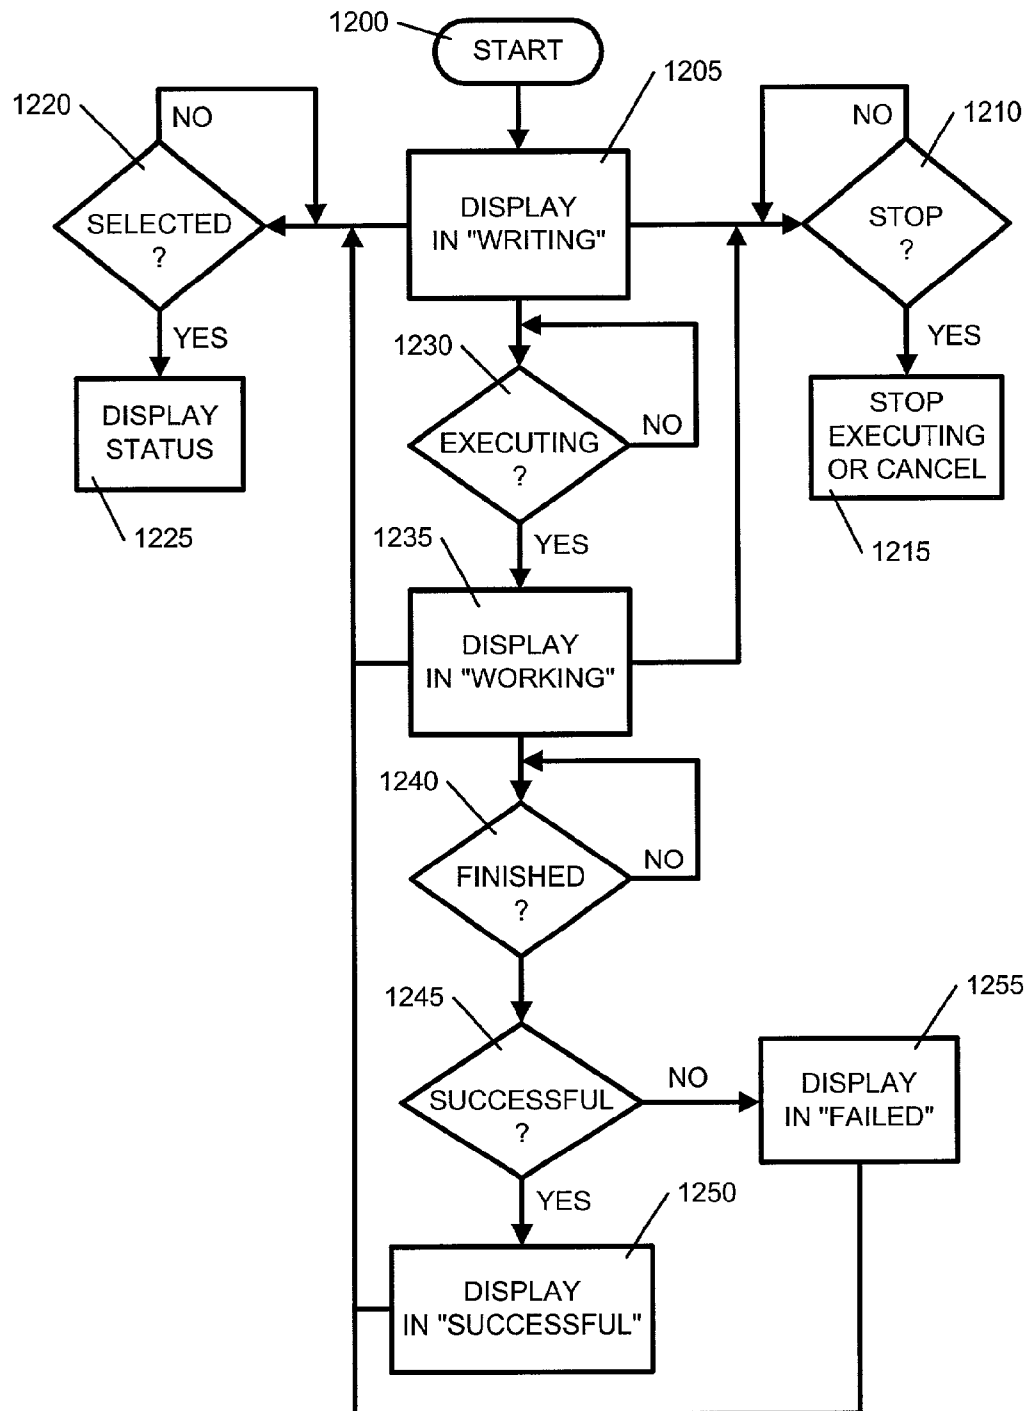 1200
START
1205
1220
NO
NO
1210
SELECTED
?
DISPLAY
IN "WRITING"
STOP
?
YES
YES
1230
DISPLAY
STATUS
EXECUTING
?
NO
STOP
EXECUTING
OR CANCEL
1225
1235
YES
1215
DISPLAY
IN "WORKING"
1240
FINISHED
?
NO
1245
1255
SUCCESSFUL
?
NO
DISPLAY
IN "FAILED"
YES
1250
DISPLAY
IN "SUCCESSFUL"